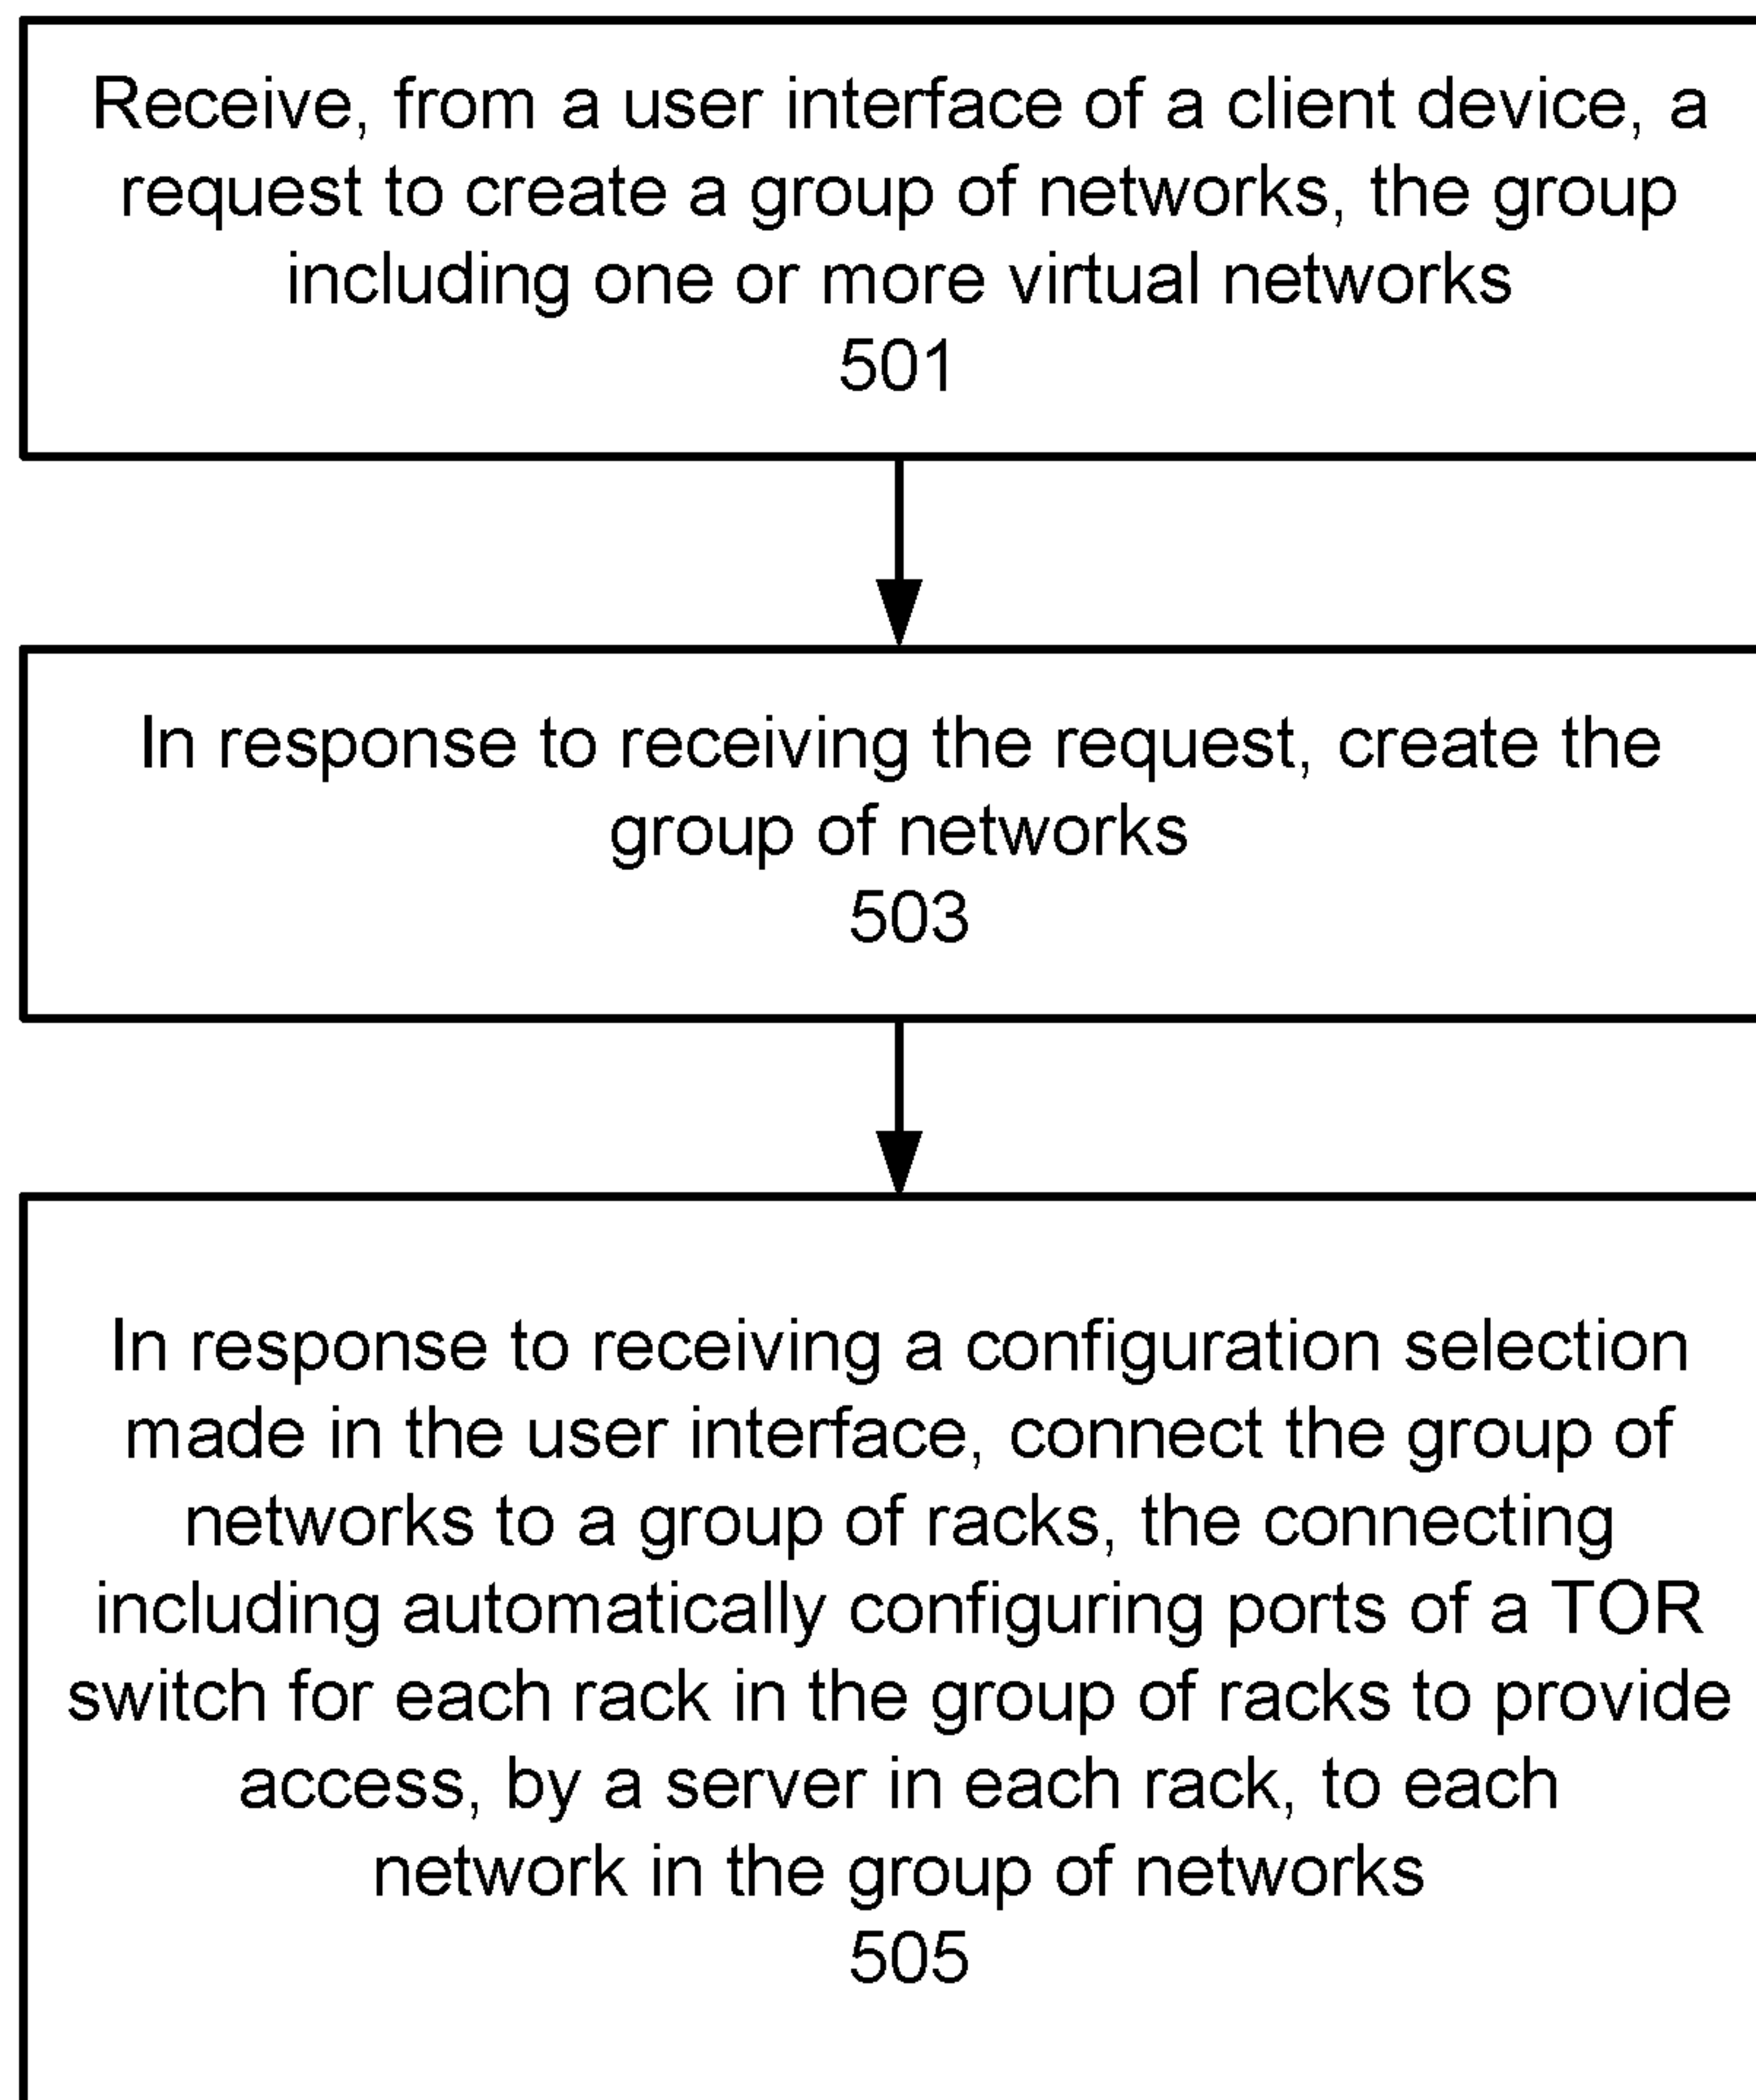 Receive, from a user interface of a client device, a
request to create a group of networks, the group
including one or more virtual networks
501
In response to receiving the request, create the
group of networks
503
In response to receiving a configuration selection
made in the user interface, connect the group of
networks to a group of racks, the connecting
including automatically configuring ports of a TOR
switch for each rack in the group of racks to provide
access, by a server in each rack, to each
network in the group of networks
505